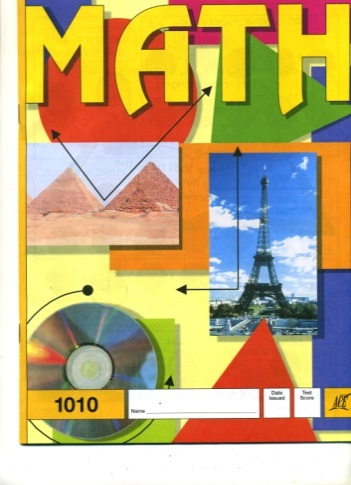 MATH
1010
Name
Date
Issued
Test
Score
ACE